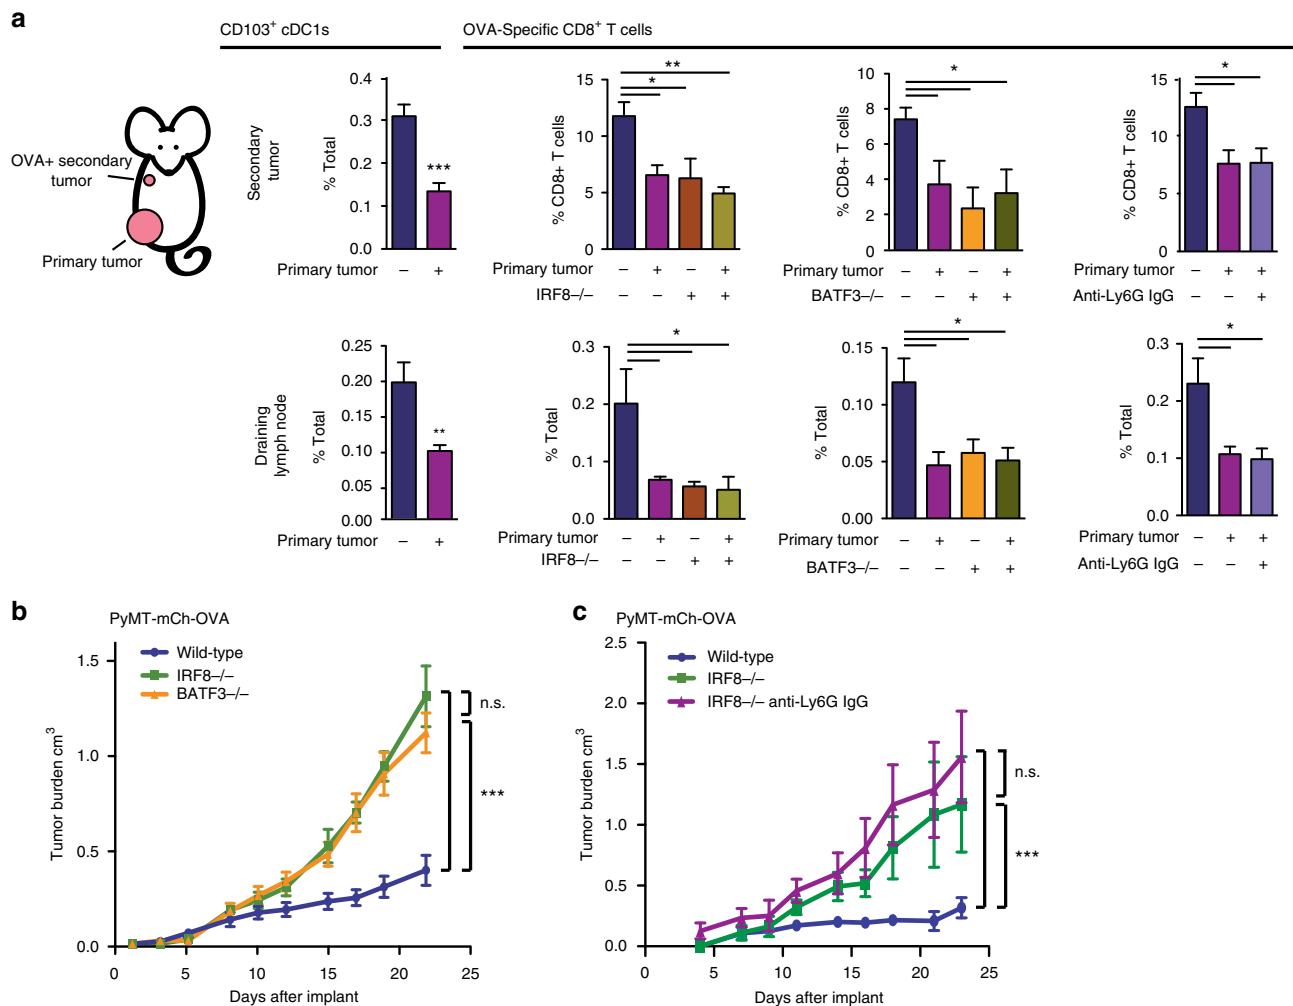 a
CD103+ cDC1s
OVA-Specific CD8+ T cells
OVA+ secondary
tumor
Primary tumor
Secondary
tumor
% Total
0.4
0.3
0.2
0.1
0.0
***
Primary tumor – +
% CD8+ T cells
15
10
5
0
*
**
Primary tumor – + – +
IRF8–/– – – + +
% CD8+ T cells
10
8
6
4
2
0
*
Primary tumor – + – +
BATF3–/– – – + +
% CD8+ T cells
15
10
5
0
*
Primary tumor – + +
Anti-Ly6G IgG – – +
Draining
lymph node
% Total
0.25
0.20
0.15
0.10
0.05
0.00
**
Primary tumor – +
% Total
0.3
0.2
0.1
0.0
*
Primary tumor – + – +
IRF8–/– – – + +
% Total
0.15
0.10
0.05
0.00
*
Primary tumor – + – +
BATF3–/– – – + +
% Total
0.3
0.2
0.1
0.0
*
Primary tumor – + +
Anti-Ly6G IgG – – +
b
PyMT-mCh-OVA
Wild-type
IRF8–/–
BATF3–/–
Tumor burden cm3
1.5
1.0
0.5
0.0
0 5 10 15 20 25
Days after implant
n.s.
***
c
PyMT-mCh-OVA
Wild-type
IRF8–/–
IRF8–/– anti-Ly6G IgG
Tumor burden cm3
2.5
2.0
1.5
1.0
0.5
0.0
0 5 10 15 20 25
Days after implant
n.s.
***